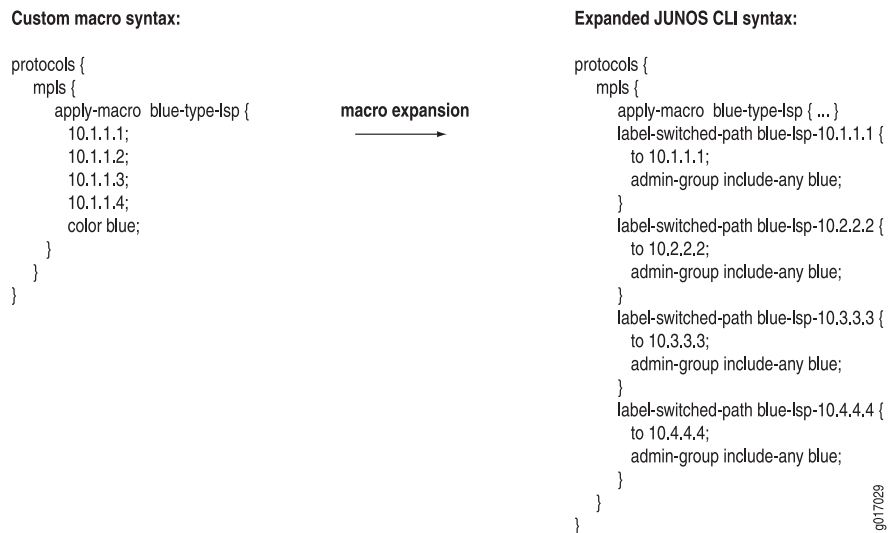 Custom macro syntax:
protocols {
mpls {
apply-macro blue-type-lsp {
10.1.1.1;
10.1.1.2;
10.1.1.3;
10.1.1.4;
color blue;
}
}
}
macro expansion
Expanded JUNOS CLI syntax:
protocols {
mpls {
apply-macro blue-type-lsp { ... }
label-switched-path blue-lsp-10.1.1.1 {
to 10.1.1.1;
admin-group include-any blue;
}
label-switched-path blue-lsp-10.2.2.2 {
to 10.2.2.2;
admin-group include-any blue;
}
label-switched-path blue-lsp-10.3.3.3 {
to 10.3.3.3;
admin-group include-any blue;
}
label-switched-path blue-lsp-10.4.4.4 {
to 10.4.4.4;
admin-group include-any blue;
}
}
}
g017029